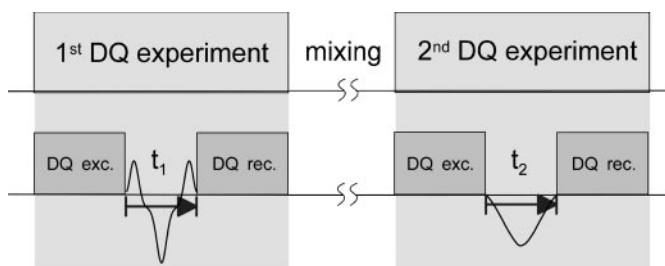 1st DQ experiment mixing 2nd DQ experiment
DQ exc. t1 DQ rec. DQ exc. t2 DQ rec.